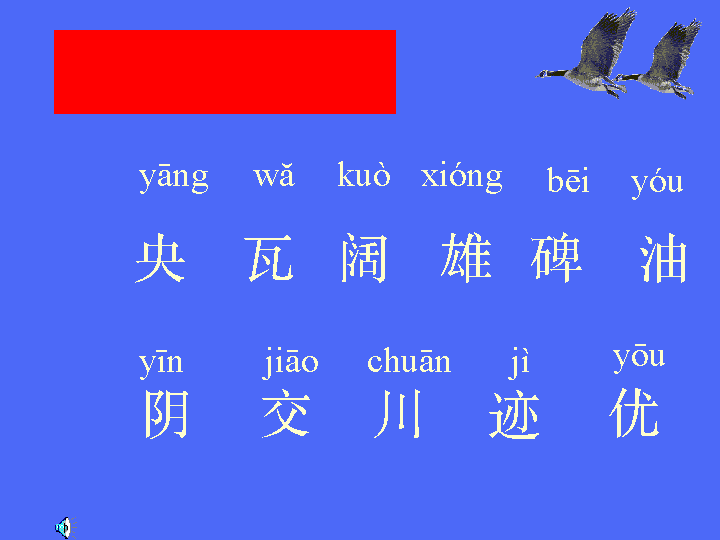 yāng wǎ kuò xióng bēi yóu
央 瓦 阔 雄 碑 油
yīn jiāo chuān jì yōu
阴 交 川 迹 优